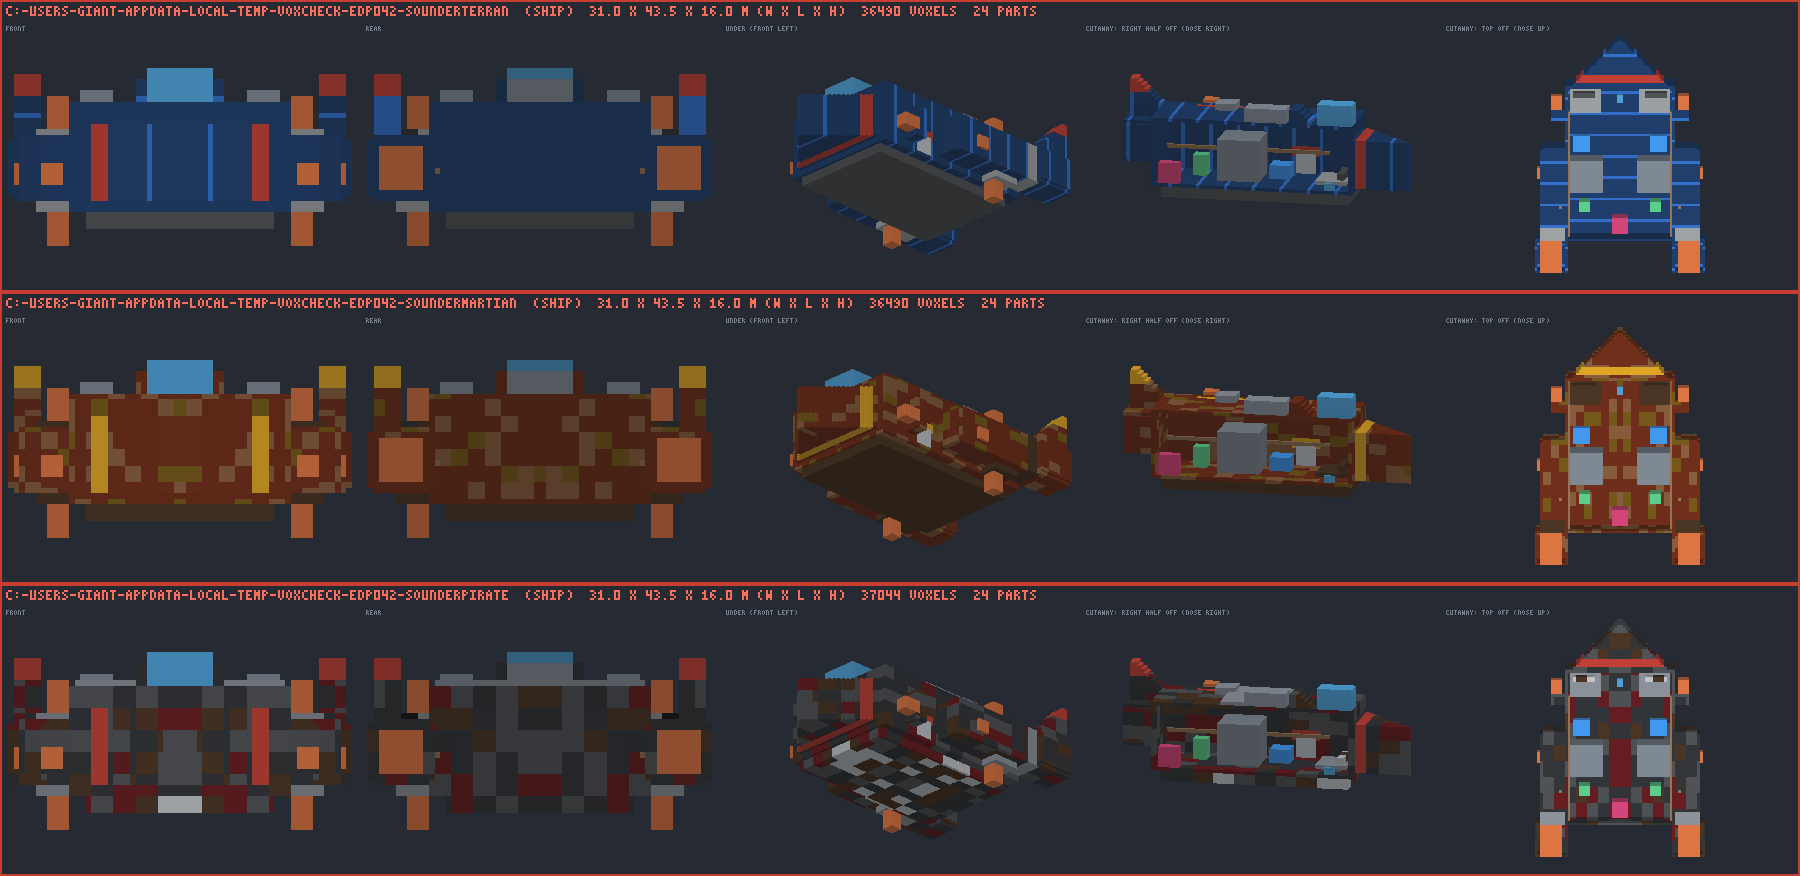 C:-USERS-GIANT-APPDATA-LOCAL-TEMP-VOXCHECK-EDP042-SOUNDERTERRAN (SHIP) 31.0 X 43.5 X 16.0 M (W X L X H) 36490 VOXELS 24 PARTS
FRONT REAR UNDER (FRONT LEFT) CUTAWAY: RIGHT HALF OFF (NOSE RIGHT) CUTAWAY: TOP OFF (NOSE UP)
C:-USERS-GIANT-APPDATA-LOCAL-TEMP-VOXCHECK-EDP042-SOUNDERMARTIAN (SHIP) 31.0 X 43.5 X 16.0 M (W X L X H) 36490 VOXELS 24 PARTS
FRONT REAR UNDER (FRONT LEFT) CUTAWAY: RIGHT HALF OFF (NOSE RIGHT) CUTAWAY: TOP OFF (NOSE UP)
C:-USERS-GIANT-APPDATA-LOCAL-TEMP-VOXCHECK-EDP042-SOUNDERPIRATE (SHIP) 31.0 X 43.5 X 16.0 M (W X L X H) 37044 VOXELS 24 PARTS
FRONT REAR UNDER (FRONT LEFT) CUTAWAY: RIGHT HALF OFF (NOSE RIGHT) CUTAWAY: TOP OFF (NOSE UP)